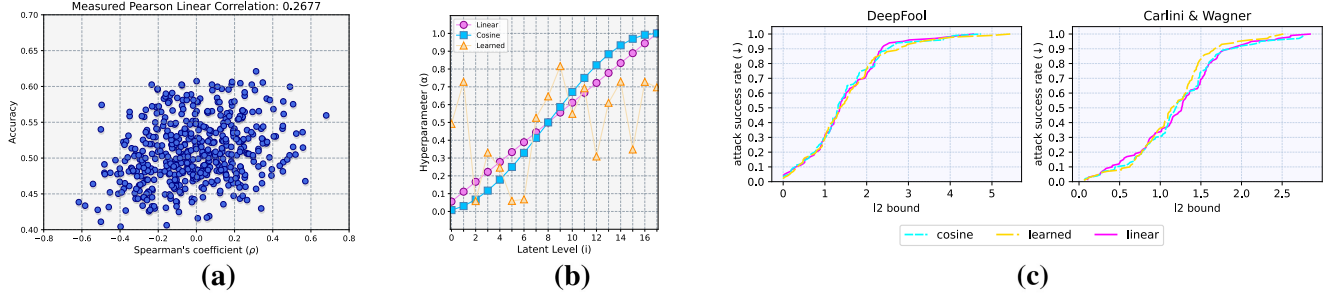 Measured Pearson Linear Correlation: 0.2677
Accuracy
0.70
0.65
0.60
0.55
0.50
0.45
0.40
−0.8 −0.6 −0.4 −0.2 0.0 0.2 0.4 0.6 0.8
Spearman's coefficient (ρ)
(a)
Linear
Cosine
Learned
Hyperparameter (α)
1.0
0.9
0.8
0.7
0.6
0.5
0.4
0.3
0.2
0.1
0.0
0 2 4 6 8 10 12 14 16
Latent Level (i)
(b)
DeepFool
attack success rate (↓)
1.0
0.9
0.8
0.7
0.6
0.5
0.4
0.3
0.2
0.1
0.0
0 1 2 3 4 5
l2 bound
Carlini & Wagner
attack success rate (↓)
1.0
0.9
0.8
0.7
0.6
0.5
0.4
0.3
0.2
0.1
0.0
0.0 0.5 1.0 1.5 2.0 2.5
l2 bound
cosine learned linear
(c)